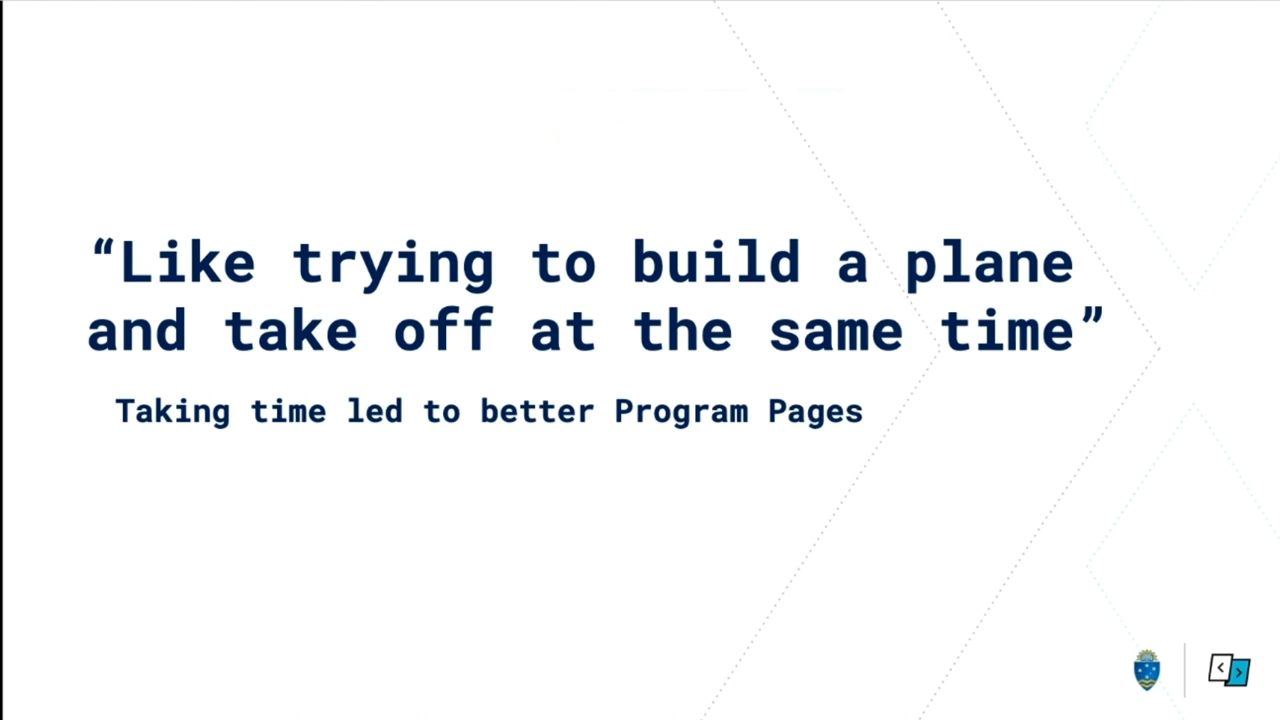 “Like trying to build a plane
and take off at the same time”
Taking time led to better Program Pages